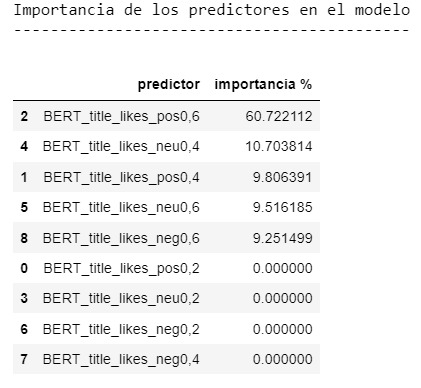 Importancia de los predictores en el modelo
-------------------------------------------
predictor importancia %
2 BERT_title_likes_pos0,6 60.722112
4 BERT_title_likes_neu0,4 10.703814
1 BERT_title_likes_pos0,4 9.806391
5 BERT_title_likes_neu0,6 9.516185
8 BERT_title_likes_neg0,6 9.251499
0 BERT_title_likes_pos0,2 0.000000
3 BERT_title_likes_neu0,2 0.000000
6 BERT_title_likes_neg0,2 0.000000
7 BERT_title_likes_neg0,4 0.000000